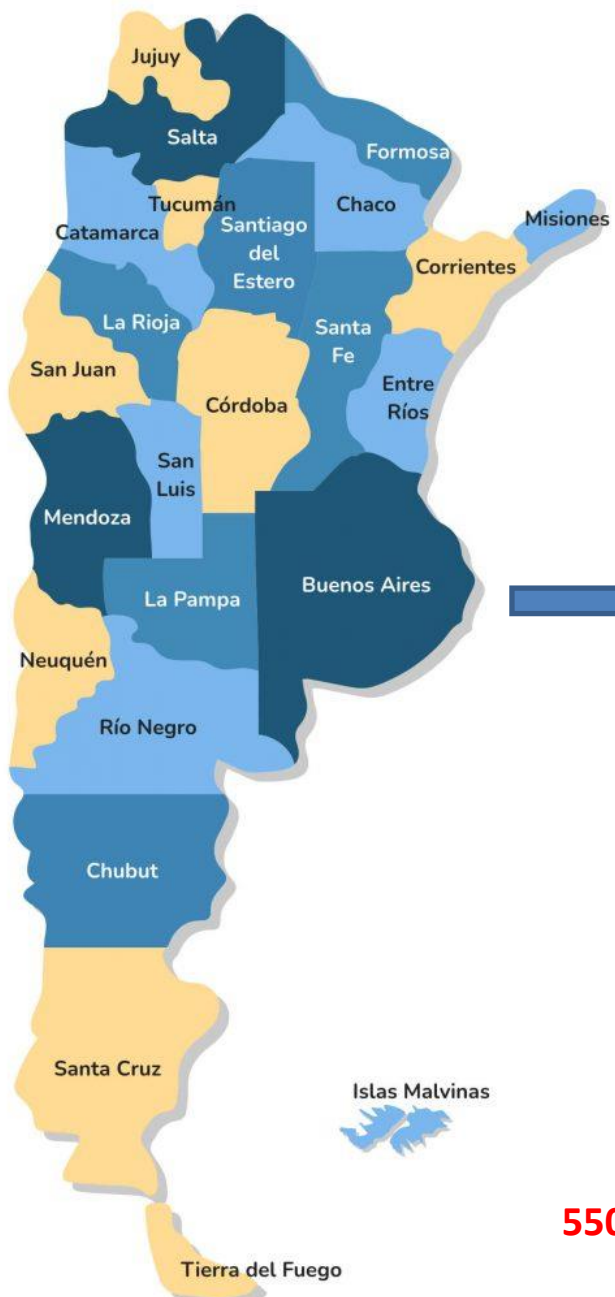 Jujuy
Salta
Formosa
Tucumán
Chaco
Misiones
Catamarca
Santiago
del
Estero
Corrientes
La Rioja
Santa
Fe
San Juan
Entre
Ríos
Córdoba
San
Luis
Mendoza
Buenos Aires
La Pampa
Neuquén
Río Negro
Chubut
Santa Cruz
Islas Malvinas
550
Tierra del Fuego